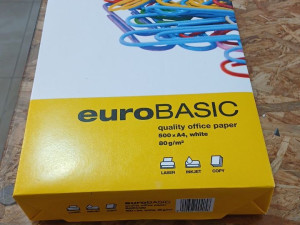 euroBASIC
quality office paper
500 x A4, white
80g/m²
LASER INKJET COPY